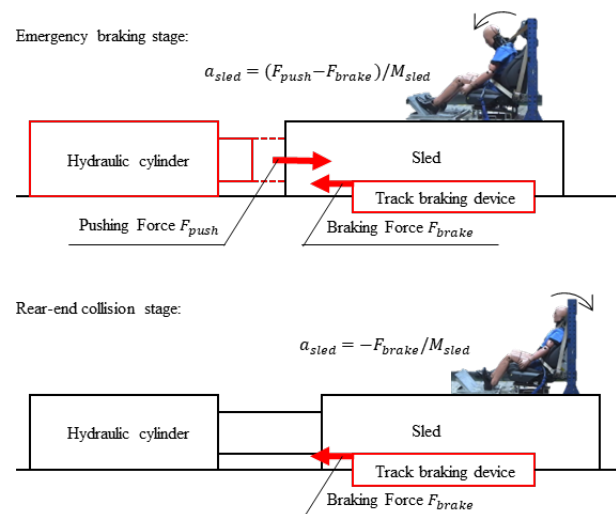 Emergency braking stage:
a_sled = (F_push−F_brake)/M_sled
Hydraulic cylinder
Sled
Track braking device
Pushing Force F_push
Braking Force F_brake
Rear-end collision stage:
a_sled = −F_brake/M_sled
Hydraulic cylinder
Sled
Track braking device
Braking Force F_brake